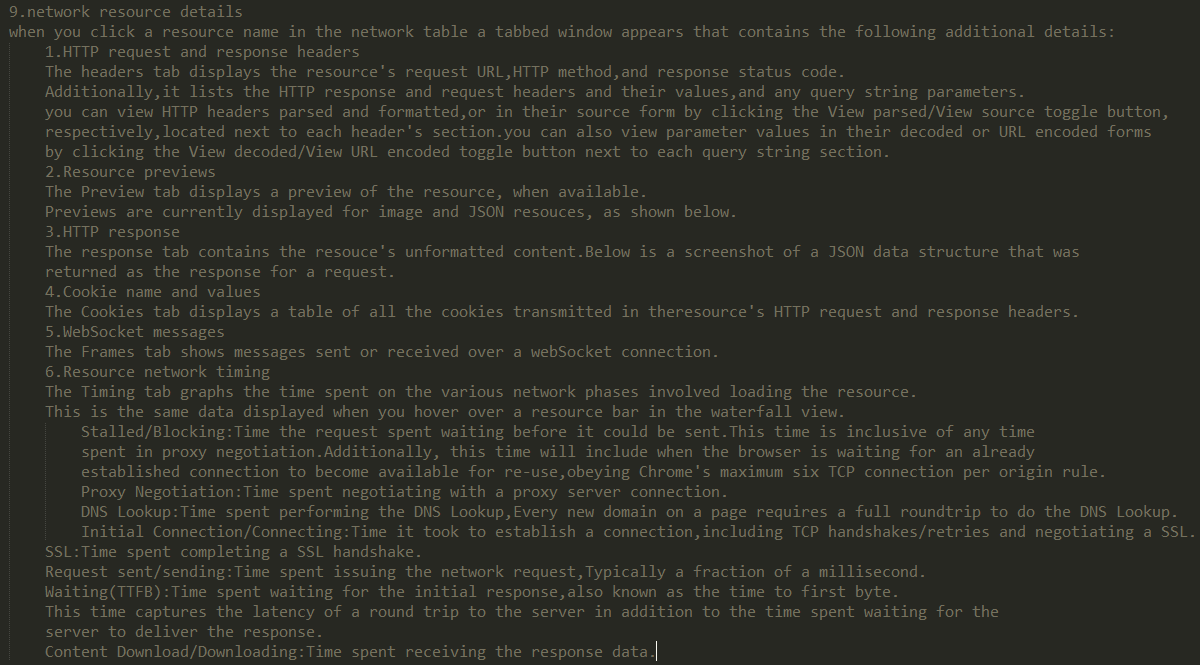 9.network resource details
when you click a resource name in the network table a tabbed window appears that contains the following additional details:
1.HTTP request and response headers
The headers tab displays the resource's request URL,HTTP method,and response status code.
Additionally,it lists the HTTP response and request headers and their values,and any query string parameters.
you can view HTTP headers parsed and formatted,or in their source form by clicking the View parsed/View source toggle button,
respectively,located next to each header's section.you can also view parameter values in their decoded or URL encoded forms
by clicking the View decoded/View URL encoded toggle button next to each query string section.
2.Resource previews
The Preview tab displays a preview of the resource, when available.
Previews are currently displayed for image and JSON resouces, as shown below.
3.HTTP response
The response tab contains the resouce's unformatted content.Below is a screenshot of a JSON data structure that was
returned as the response for a request.
4.Cookie name and values
The Cookies tab displays a table of all the cookies transmitted in theresource's HTTP request and response headers.
5.WebSocket messages
The Frames tab shows messages sent or received over a webSocket connection.
6.Resource network timing
The Timing tab graphs the time spent on the various network phases involved loading the resource.
This is the same data displayed when you hover over a resource bar in the waterfall view.
Stalled/Blocking:Time the request spent waiting before it could be sent.This time is inclusive of any time
spent in proxy negotiation.Additionally, this time will include when the browser is waiting for an already
established connection to become available for re-use,obeying Chrome's maximum six TCP connection per origin rule.
Proxy Negotiation:Time spent negotiating with a proxy server connection.
DNS Lookup:Time spent performing the DNS Lookup,Every new domain on a page requires a full roundtrip to do the DNS Lookup.
Initial Connection/Connecting:Time it took to establish a connection,including TCP handshakes/retries and negotiating a SSL.
SSL:Time spent completing a SSL handshake.
Request sent/sending:Time spent issuing the network request,Typically a fraction of a millisecond.
Waiting(TTFB):Time spent waiting for the initial response,also known as the time to first byte.
This time captures the latency of a round trip to the server in addition to the time spent waiting for the
server to deliver the response.
Content Download/Downloading:Time spent receiving the response data.